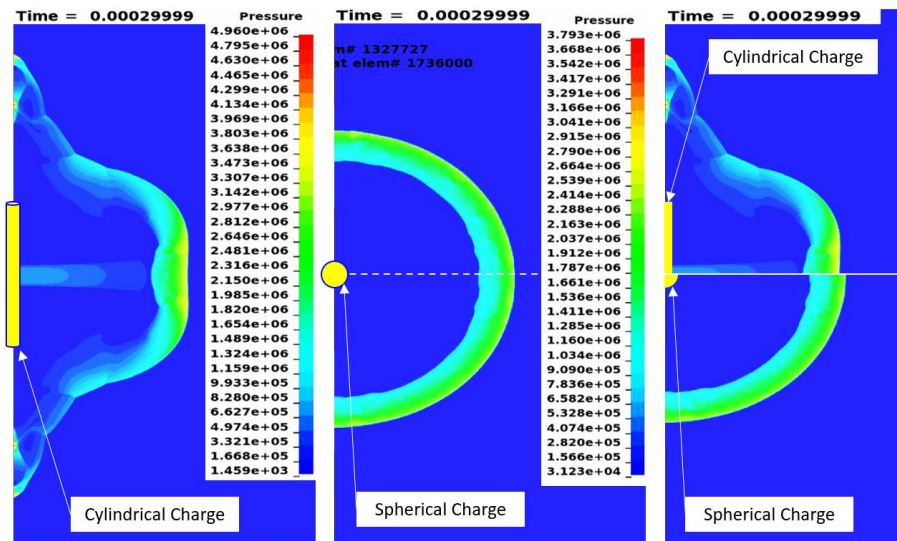 Time = 0.00029999
Pressure
4.960e+06
4.795e+06
4.630e+06
4.465e+06
4.299e+06
4.134e+06
3.969e+06
3.803e+06
3.638e+06
3.473e+06
3.307e+06
3.142e+06
2.977e+06
2.812e+06
2.646e+06
2.481e+06
2.316e+06
2.150e+06
1.985e+06
1.820e+06
1.654e+06
1.489e+06
1.324e+06
1.159e+06
9.933e+05
8.280e+05
6.627e+05
4.974e+05
3.321e+05
1.668e+05
1.459e+03
Cylindrical Charge
Time = 0.00029999
m# 1327727
at elem# 1736000
Pressure
3.793e+06
3.668e+06
3.542e+06
3.417e+06
3.291e+06
3.166e+06
3.041e+06
2.915e+06
2.790e+06
2.664e+06
2.539e+06
2.414e+06
2.288e+06
2.163e+06
2.037e+06
1.912e+06
1.787e+06
1.661e+06
1.536e+06
1.411e+06
1.285e+06
1.160e+06
1.034e+06
9.090e+05
7.836e+05
6.582e+05
5.328e+05
4.074e+05
2.820e+05
1.566e+05
3.123e+04
Spherical Charge
Time = 0.00029999
Cylindrical Charge
Spherical Charge